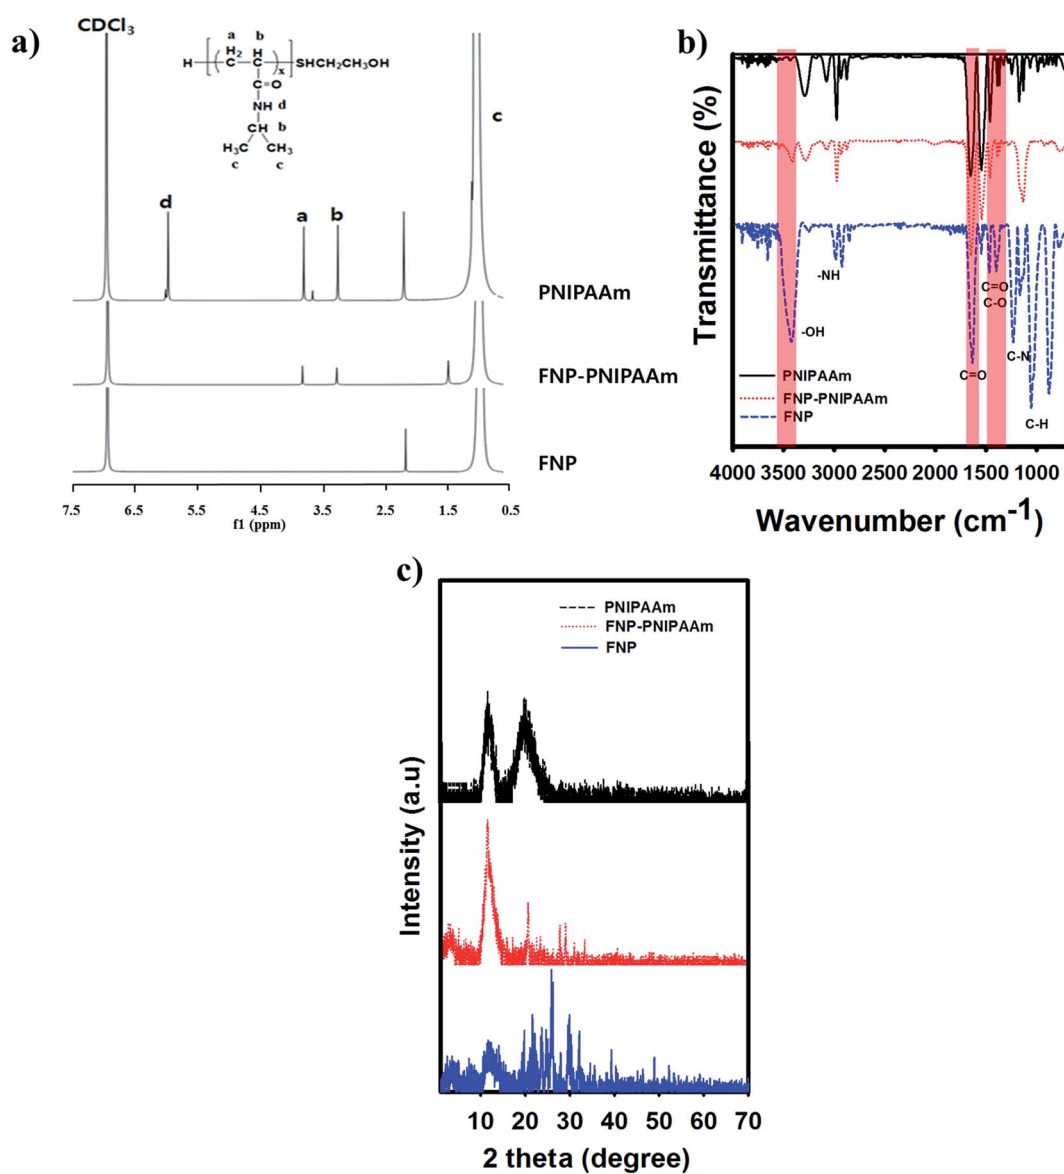 a)
CDCl3
a b
H2 H
H C C SHCH2CH3OH
x
C=O
NH d
CH b
H3C CH3
c c
c
d a b
PNIPAAm
FNP-PNIPAAm
FNP
7.5 6.5 5.5 4.5 3.5 2.5 1.5 0.5
f1 (ppm)
b)
Transmittance (%)
-NH
-OH
C=O
C-O
C-N
C=O
C-H
PNIPAAm
FNP-PNIPAAm
FNP
4000 3500 3000 2500 2000 1500 1000
Wavenumber (cm-1)
c)
PNIPAAm
FNP-PNIPAAm
FNP
Intensity (a.u)
10 20 30 40 50 60 70
2 theta (degree)